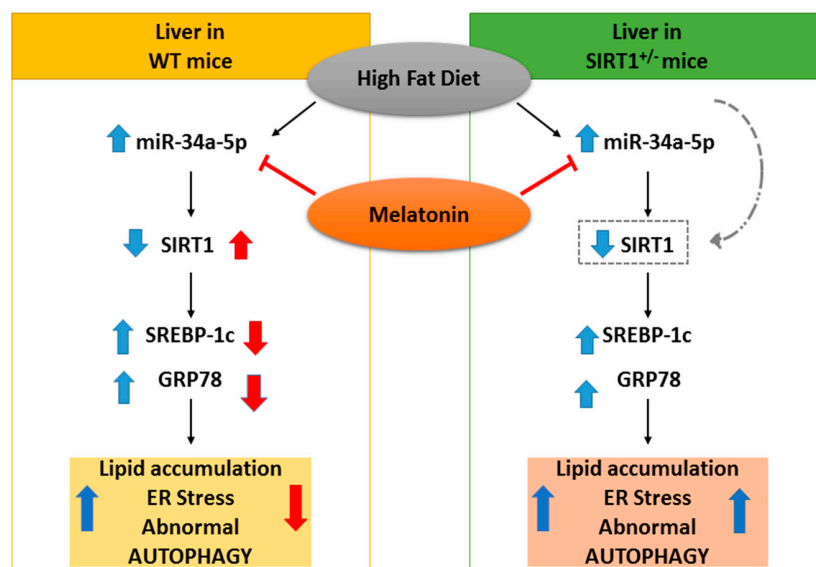 Liver in
WT mice
Liver in
SIRT1+/- mice
High Fat Diet
miR-34a-5p
miR-34a-5p
Melatonin
SIRT1
SIRT1
SREBP-1c
SREBP-1c
GRP78
GRP78
Lipid accumulation
ER Stress
Abnormal
AUTOPHAGY
Lipid accumulation
ER Stress
Abnormal
AUTOPHAGY